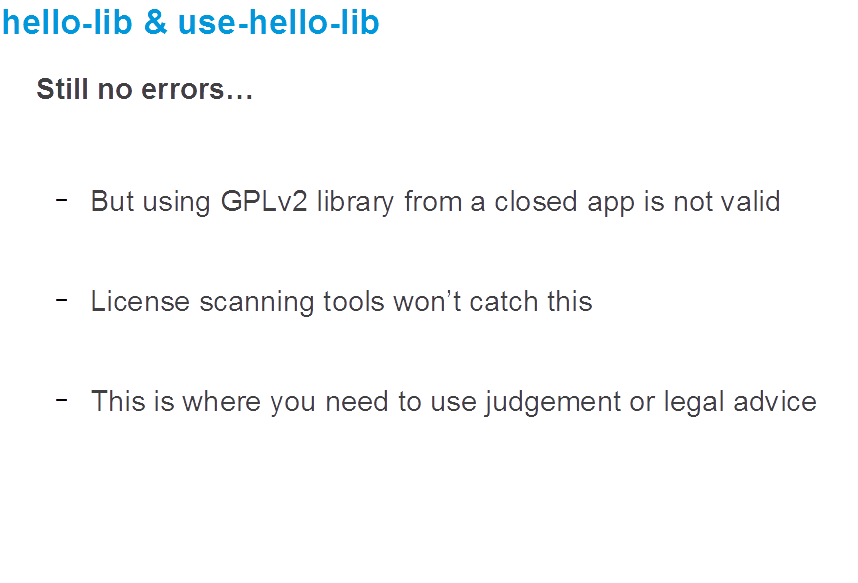 hello-lib & use-hello-lib
Still no errors…
- But using GPLv2 library from a closed app is not valid
- License scanning tools won’t catch this
- This is where you need to use judgement or legal advice